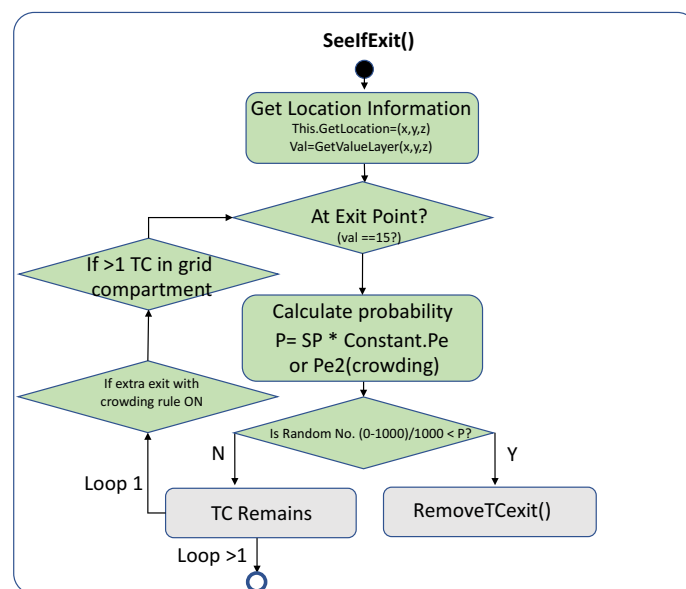 SeeIfExit()
Get Location Information
This.GetLocation=(x,y,z)
Val=GetValueLayer(x,y,z)
At Exit Point?
(val ==15?)
If >1 TC in grid
compartment
Calculate probability
P= SP * Constant.Pe
or Pe2(crowding)
If extra exit with
crowding rule ON
Is Random No. (0-1000)/1000 < P?
N
Y
Loop 1
TC Remains
RemoveTCexit()
Loop >1